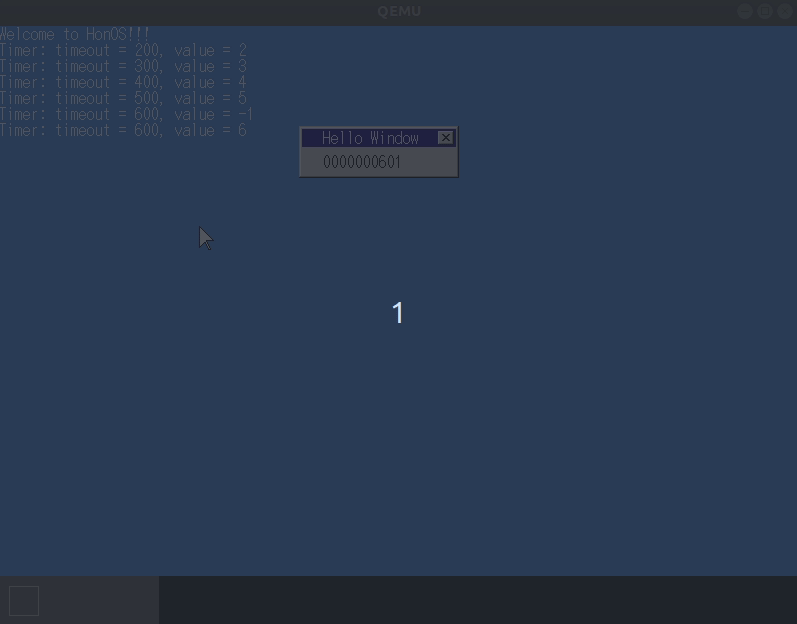 QEMU
Welcome to HonOS!!!
Timer: timeout = 200, value = 2
Timer: timeout = 300, value = 3
Timer: timeout = 400, value = 4
Timer: timeout = 500, value = 5
Timer: timeout = 600, value = -1
Timer: timeout = 600, value = 6
Hello Window
0000000601
1